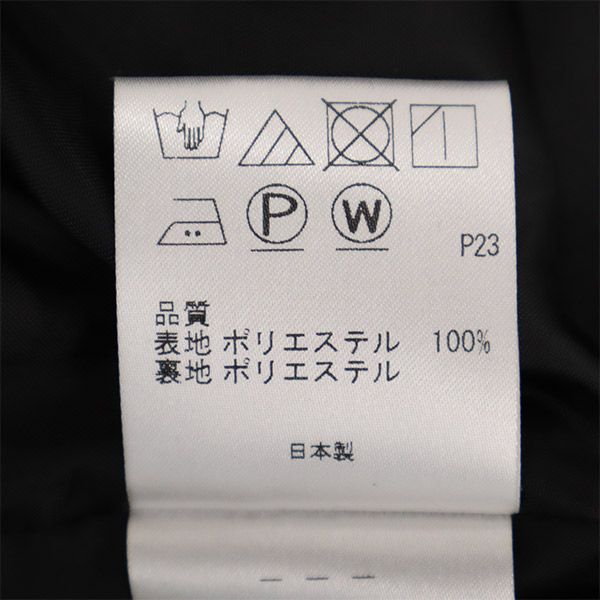 P W P23
品質
表地 ポリエステル 100%
裏地 ポリエステル
日本製